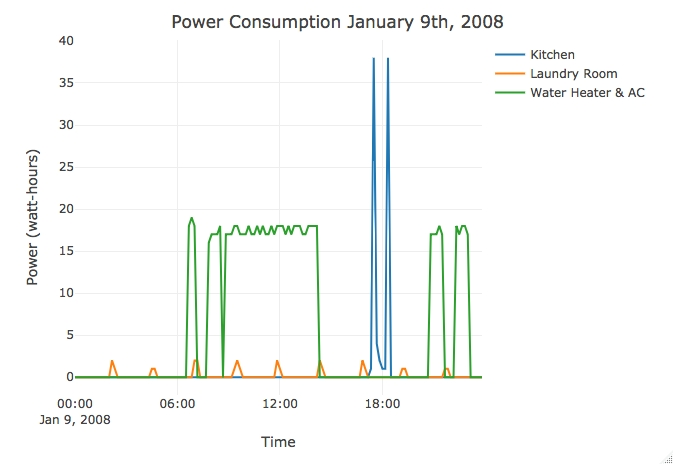 Power Consumption January 9th, 2008
Kitchen
Laundry Room
Water Heater & AC
40
35
30
25
20
15
10
5
0
Power (watt-hours)
00:00
Jan 9, 2008
06:00
12:00
18:00
Time